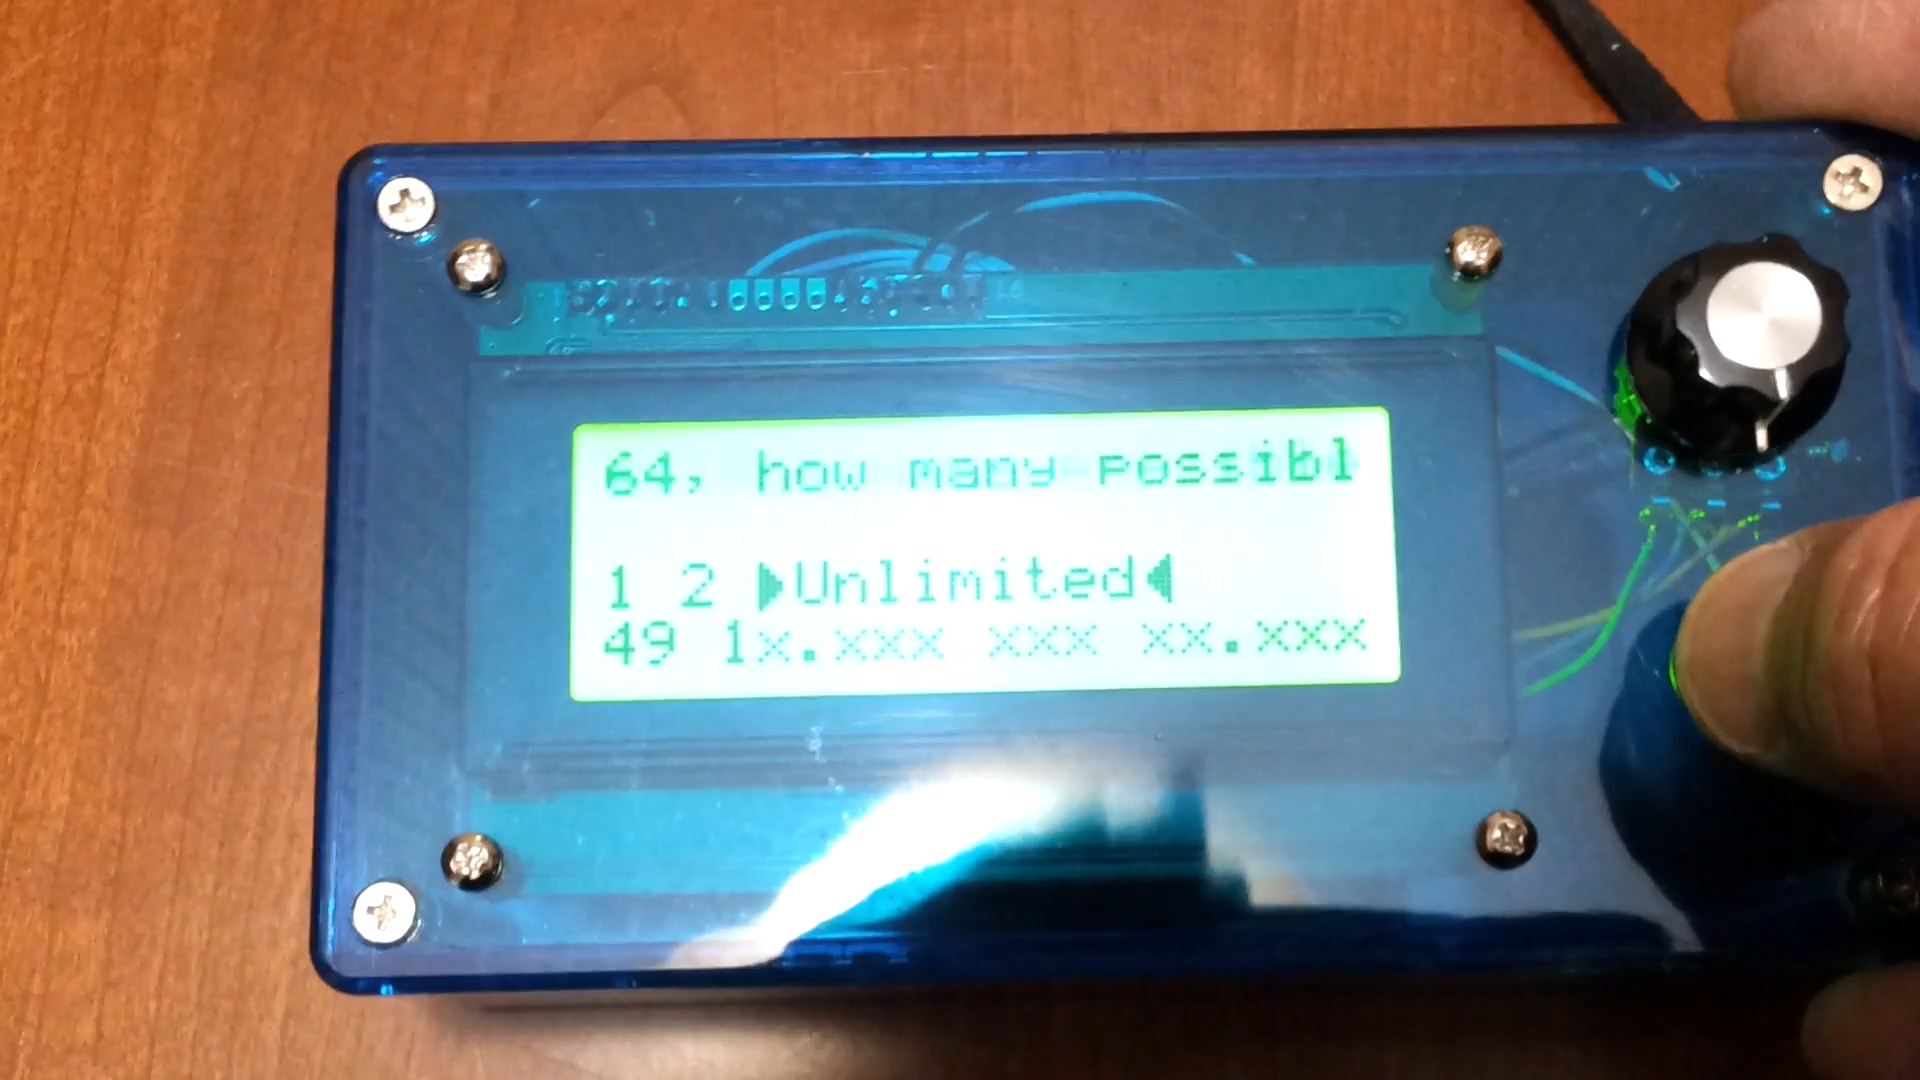 64, how many possibl
1 2 ▶Unlimited◀
49 1x.xxx xxx xx.xxx